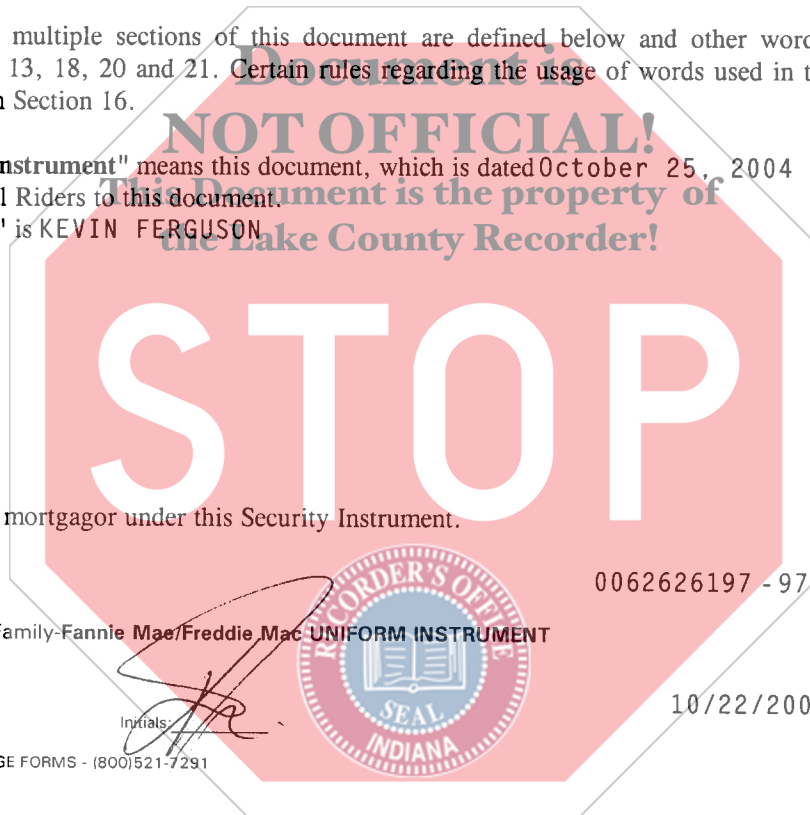 multiple sections of this document are defined below and other
Document is
13, 18, 20 and 21. Certain rules regarding the usage of words used in
Section 16.
NOT OFFICIAL!
nstrument" means this document, which is dated October 25, 2004
This Document is the property of
l Riders to this document.
" is KEVIN FERGUSON
the Lake County Recorder!
STOP
mortgagor under this Security Instrument.
RECORDER'S OFFICE
0062626197 - 97
Family-Fannie Mae/Freddie Mac UNIFORM INSTRUMENT
SEAL
10/22/200
Initials:
INDIANA
GE FORMS - (800)521-7291